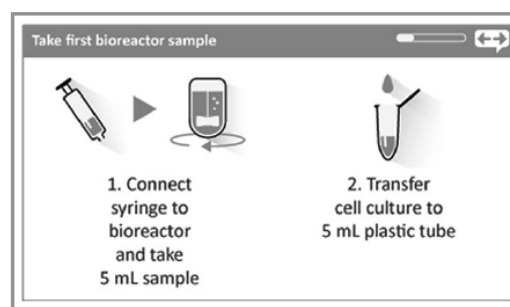 Take first bioreactor sample
1. Connect
syringe to
bioreactor
and take
5 mL sample
2. Transfer
cell culture to
5 mL plastic tube